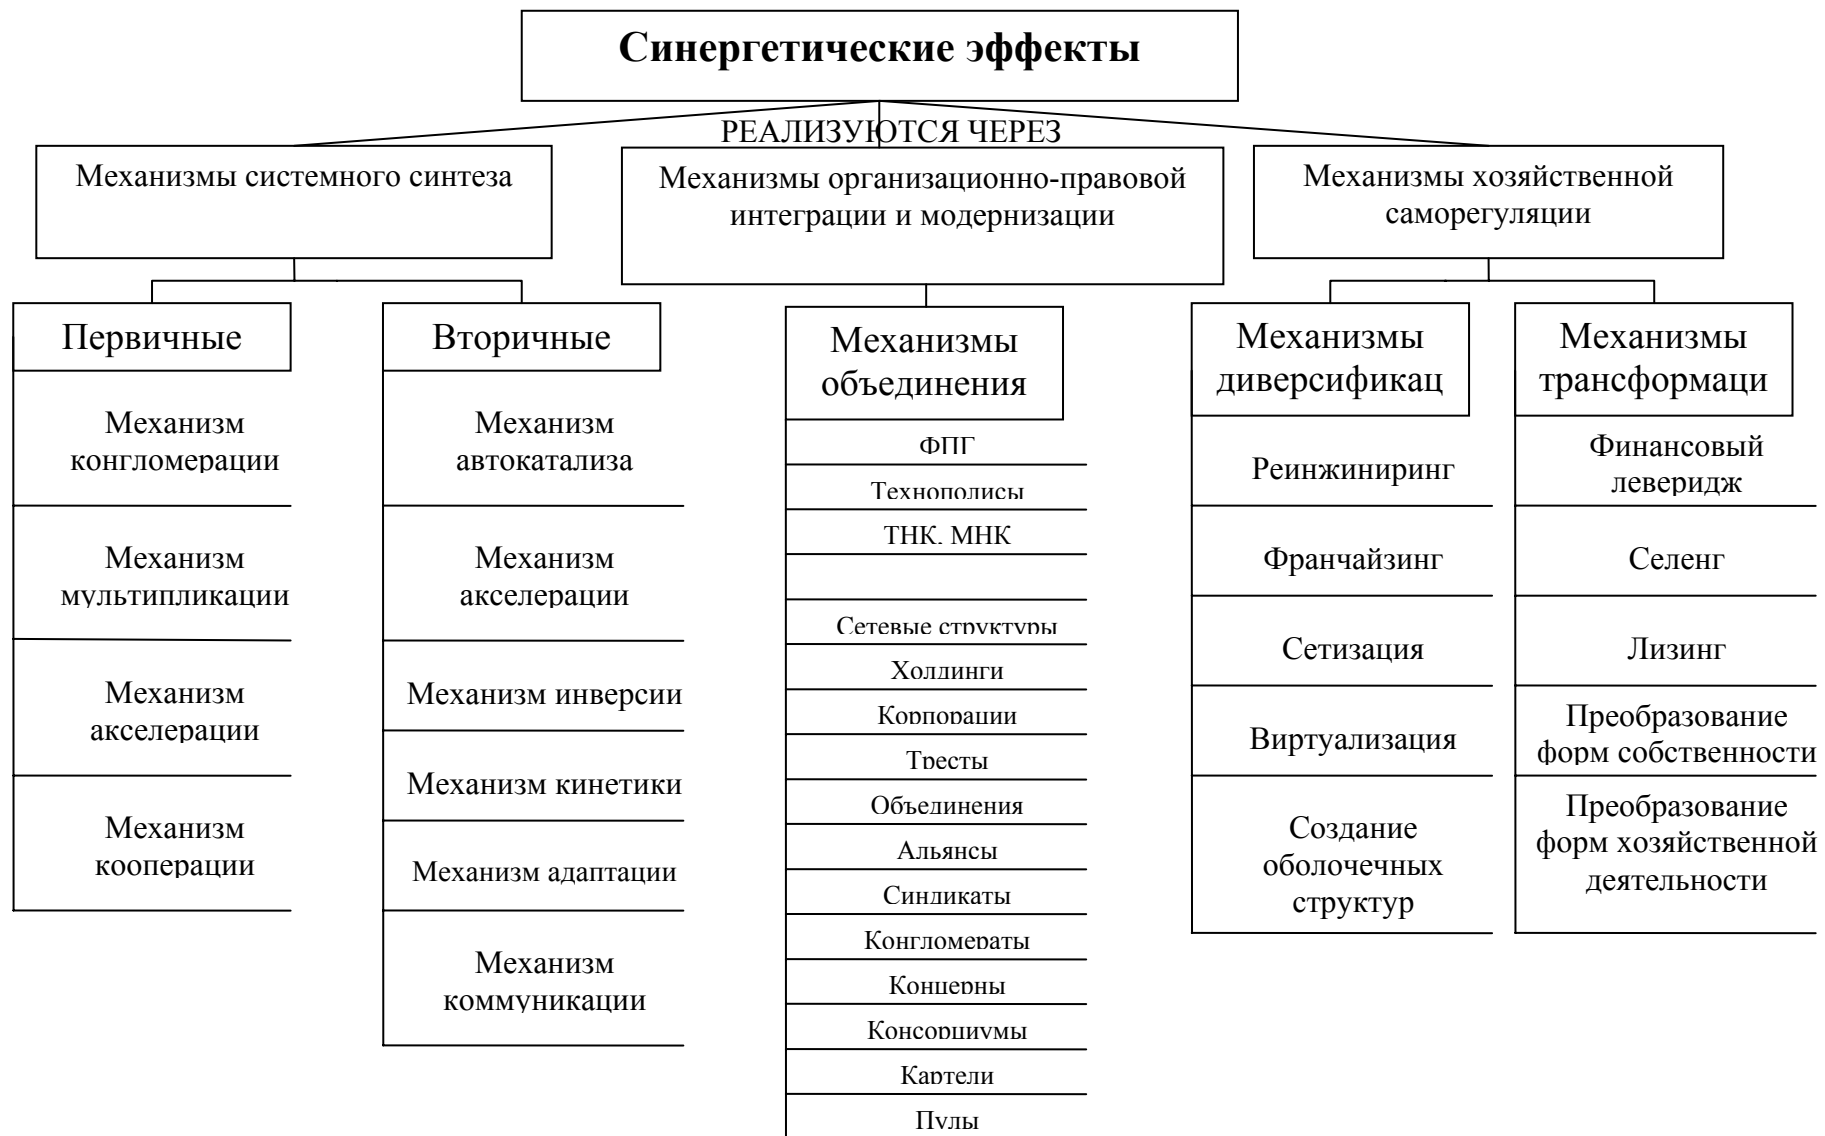 Синергетические эффекты
РЕАЛИЗУЮТСЯ ЧЕРЕЗ
Механизмы системного синтеза
Механизмы организационно-правовой
интеграции и модернизации
Механизмы хозяйственной
саморегуляции
Первичные
Механизм
конгломерации
Механизм
мультипликации
Механизм
акселерации
Механизм
кооперации
Вторичные
Механизм
автокатализа
Механизм
акселерации
Механизм инверсии
Механизм кинетики
Механизм адаптации
Механизм
коммуникации
Механизмы
объединения
ФПГ
Технополисы
ТНК, МНК
Сетевые структуры
Холдинги
Корпорации
Тресты
Объединения
Альянсы
Синдикаты
Конгломераты
Концерны
Консорциумы
Картели
Пулы
Механизмы
диверсификац
Реинжиниринг
Франчайзинг
Сетизация
Виртуализация
Создание
оболочечных
структур
Механизмы
трансформаци
Финансовый
леверидж
Селенг
Лизинг
Преобразование
форм собственности
Преобразование
форм хозяйственной
деятельности